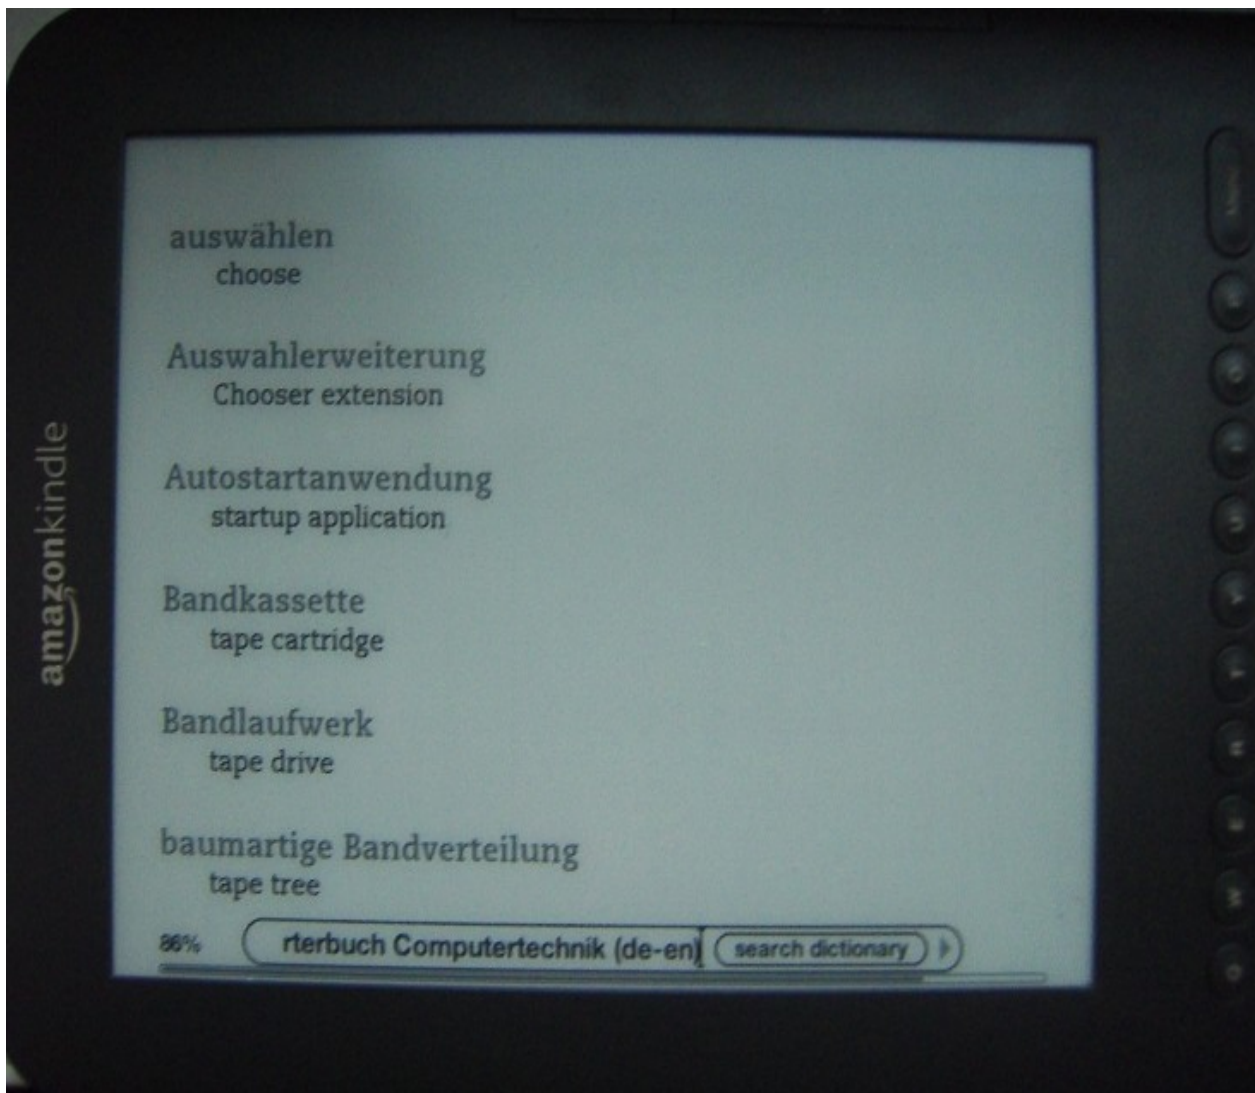 auswählen
choose
Auswahlerweiterung
Chooser extension
Autostartanwendung
startup application
Bandkassette
tape cartridge
Bandlaufwerk
tape drive
baumartige Bandverteilung
tape tree
86% rterbuch Computertechnik (de-en) search dictionary
amazonkindle
Menu
U
Y
T
R
E
W
Q